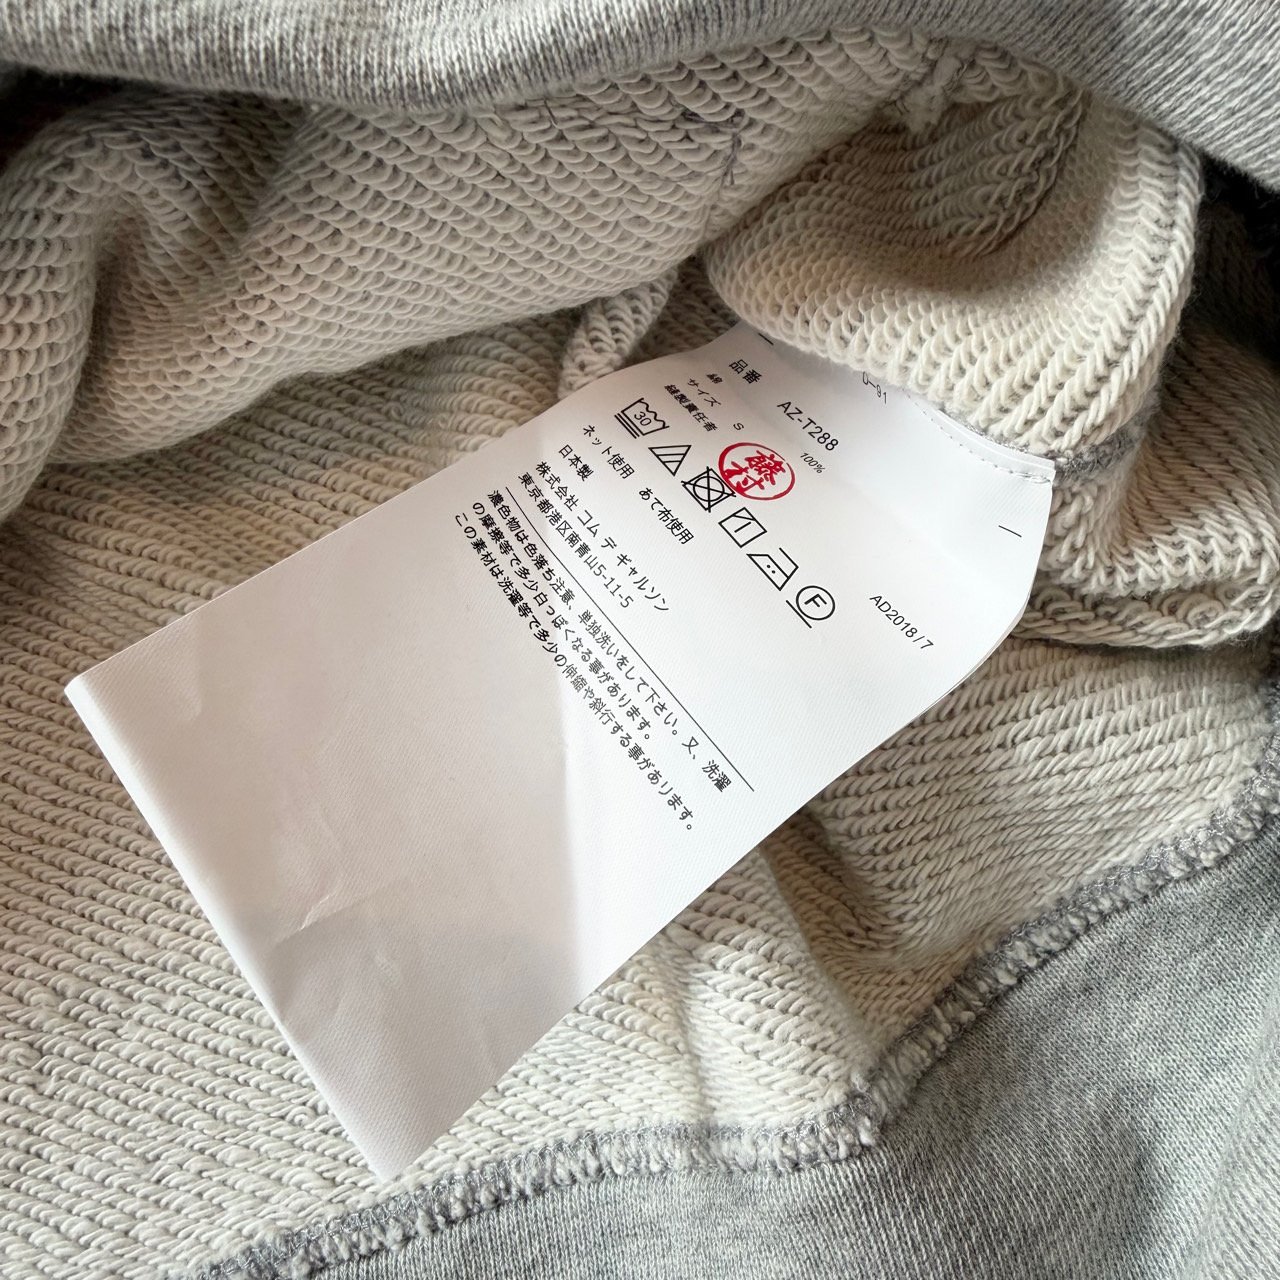 品番 AZ-T288
D-91
綿 100%
サイズ S
縫製責任者 藤村
30
F
ネット使用 あて布使用
日本製
株式会社 コム デ ギャルソン
東京都港区南青山5-11-5
濃色物は色落ち注意、単独洗いをして下さい。又、洗濯
の摩擦等で多少白っぽくなる事があります。
この素材は洗濯等で多少の伸縮や斜行する事があります。
AD2018/7